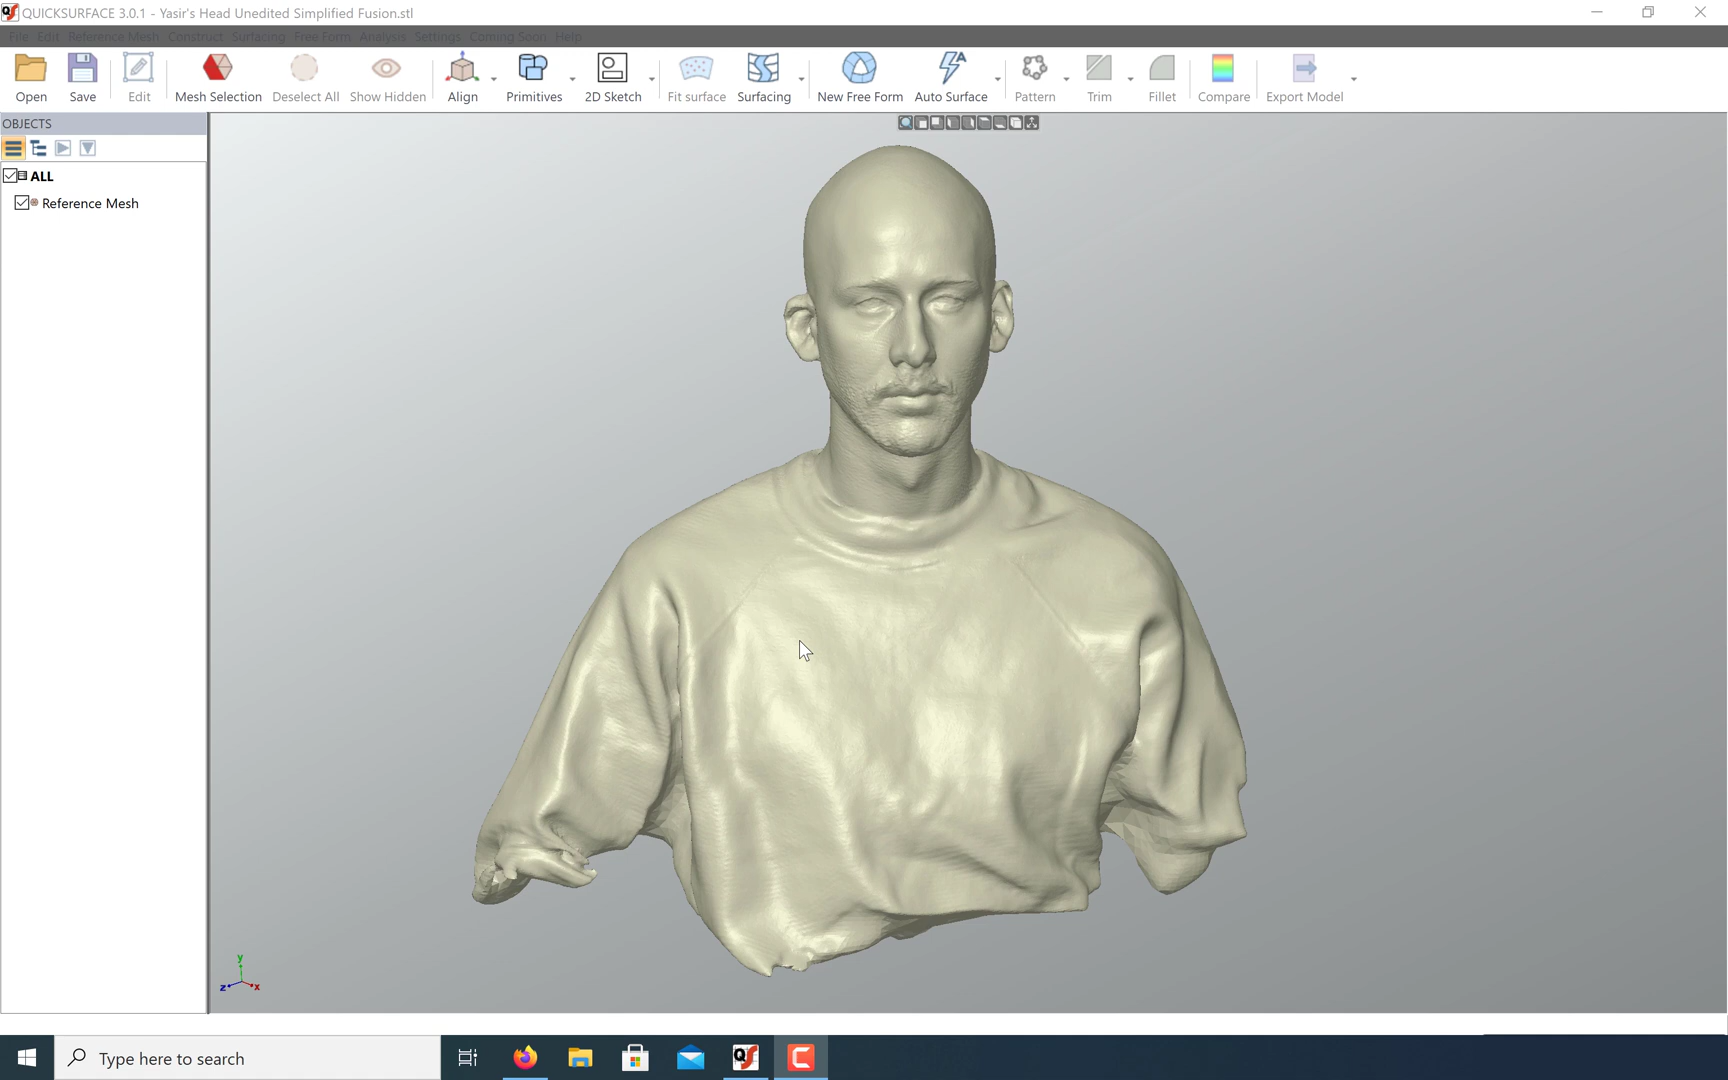 QUICKSURFACE 3.0.1 - Yasir's Head Unedited Simplified Fusion.stl
File Edit Reference Mesh Construct Surfacing Free Form Analysis Settings Coming Soon Help
Open Save Edit Mesh Selection Deselect All Show Hidden Align Primitives 2D Sketch Fit surface Surfacing New Free Form Auto Surface Pattern Trim Fillet Compare Export Model
OBJECTS
ALL
Reference Mesh
y
z x
Type here to search